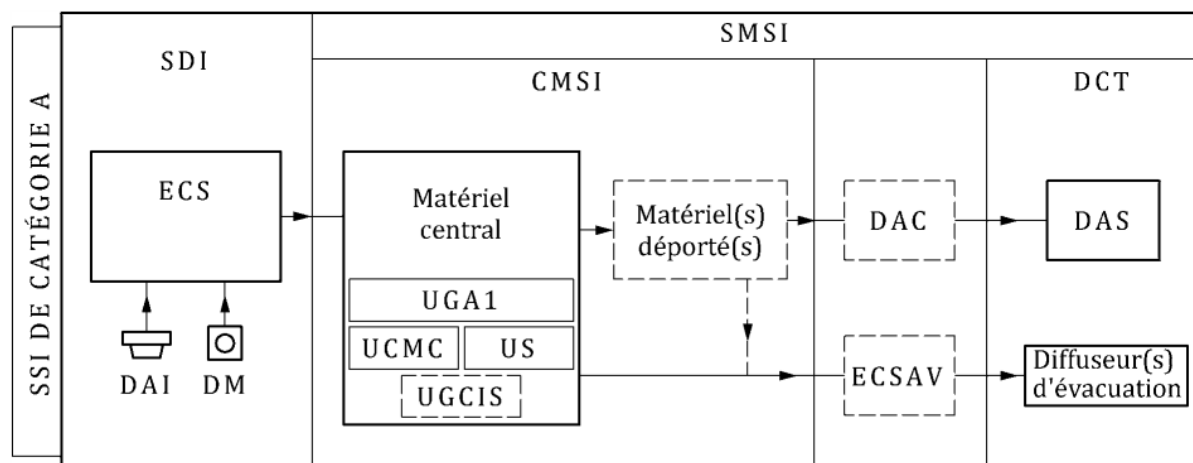 SSI DE CATÉGORIE A
SDI
ECS
DAI
DM
SMSI
CMSI
Matériel
central
UGA1
UCMC
US
UGCIS
Matériel(s)
déporté(s)
DAC
ECSAV
DCT
DAS
Diffuseur(s)
d'évacuation